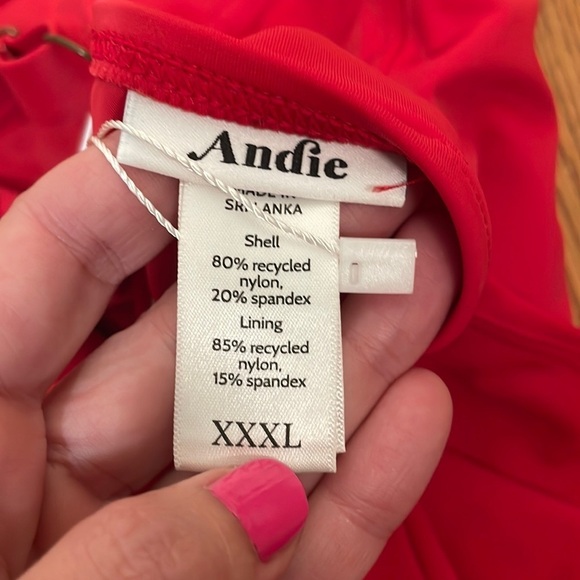 Andie
MADE IN
SRI LANKA
Shell
80% recycled
nylon,
20% spandex
Lining
85% recycled
nylon,
15% spandex
XXXL